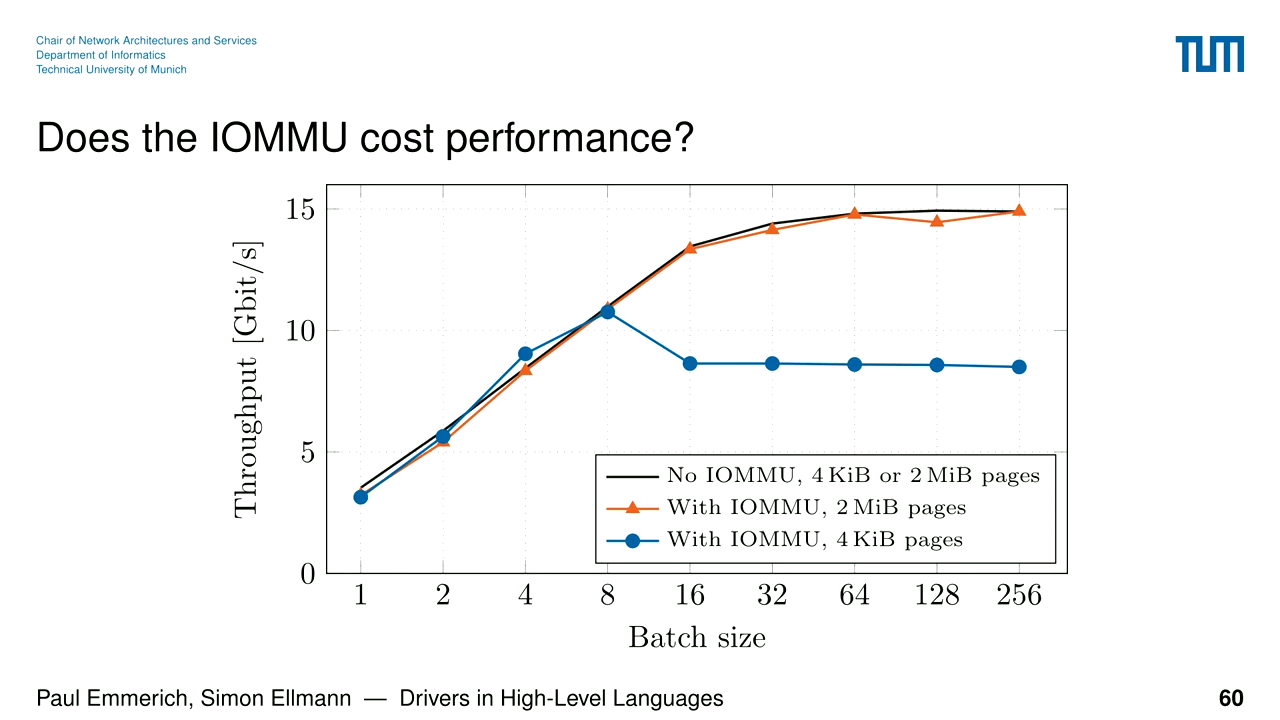 Chair of Network Architectures and Services
Department of Informatics
Technical University of Munich
TUM
Does the IOMMU cost performance?
Throughput [Gbit/s]
15
10
5
0
No IOMMU, 4 KiB or 2 MiB pages
With IOMMU, 2 MiB pages
With IOMMU, 4 KiB pages
1 2 4 8 16 32 64 128 256
Batch size
Paul Emmerich, Simon Ellmann — Drivers in High-Level Languages
60